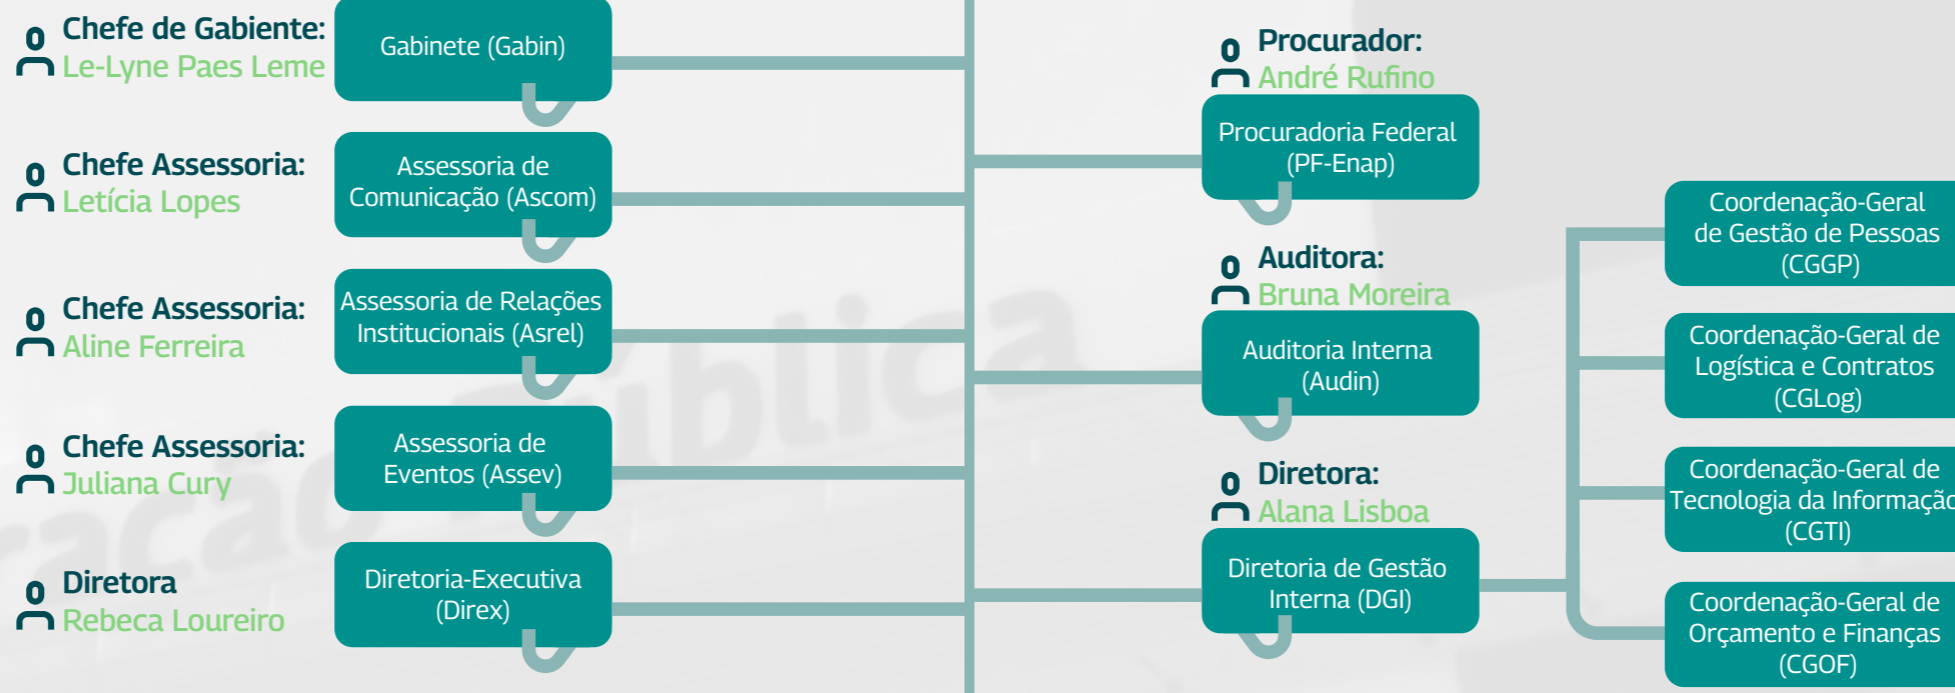 Chefe de Gabiente:
Le-Lyne Paes Leme
Gabinete (Gabin)
Chefe Assessoria:
Letícia Lopes
Assessoria de
Comunicação (Ascom)
Chefe Assessoria:
Aline Ferreira
Assessoria de Relações
Institucionais (Asrel)
Chefe Assessoria:
Juliana Cury
Assessoria de
Eventos (Assev)
Diretora
Rebeca Loureiro
Diretoria-Executiva
(Direx)
Procurador:
André Rufino
Procuradoria Federal
(PF-Enap)
Auditora:
Bruna Moreira
Auditoria Interna
(Audin)
Diretora:
Alana Lisboa
Diretoria de Gestão
Interna (DGI)
Coordenação-Geral
de Gestão de Pessoas
(CGGP)
Coordenação-Geral de
Logística e Contratos
(CGLog)
Coordenação-Geral de
Tecnologia da Informação
(CGTI)
Coordenação-Geral de
Orçamento e Finanças
(CGOF)
ração Pública